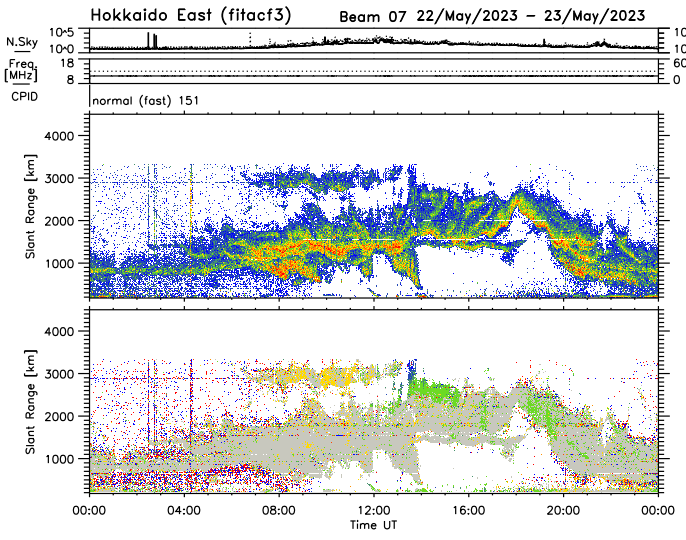 Hokkaido East (fitacf3) Beam 07 22/May/2023 - 23/May/2023
N.Sky 10^5 10^0
Freq. [MHz] 18 8 60 0
CPID normal (fast) 151
Slant Range [km] 4000 3000 2000 1000
Slant Range [km] 4000 3000 2000 1000
00:00 04:00 08:00 12:00 16:00 20:00 00:00
Time UT